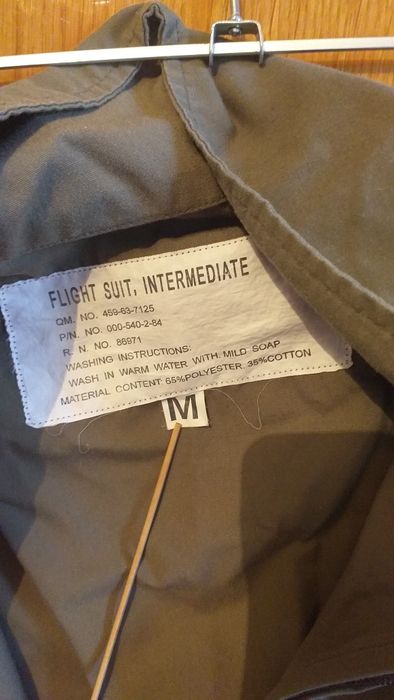 FLIGHT SUIT, INTERMEDIATE
QM. NO. 459-63-7125
P/N. NO. 000-540-2-84
R. N. NO. 86971
WASHING INSTRUCTIONS:
WASH IN WARM WATER WITH MILD SOAP
MATERIAL CONTENT: 65%POLYESTER, 35%COTTON
M